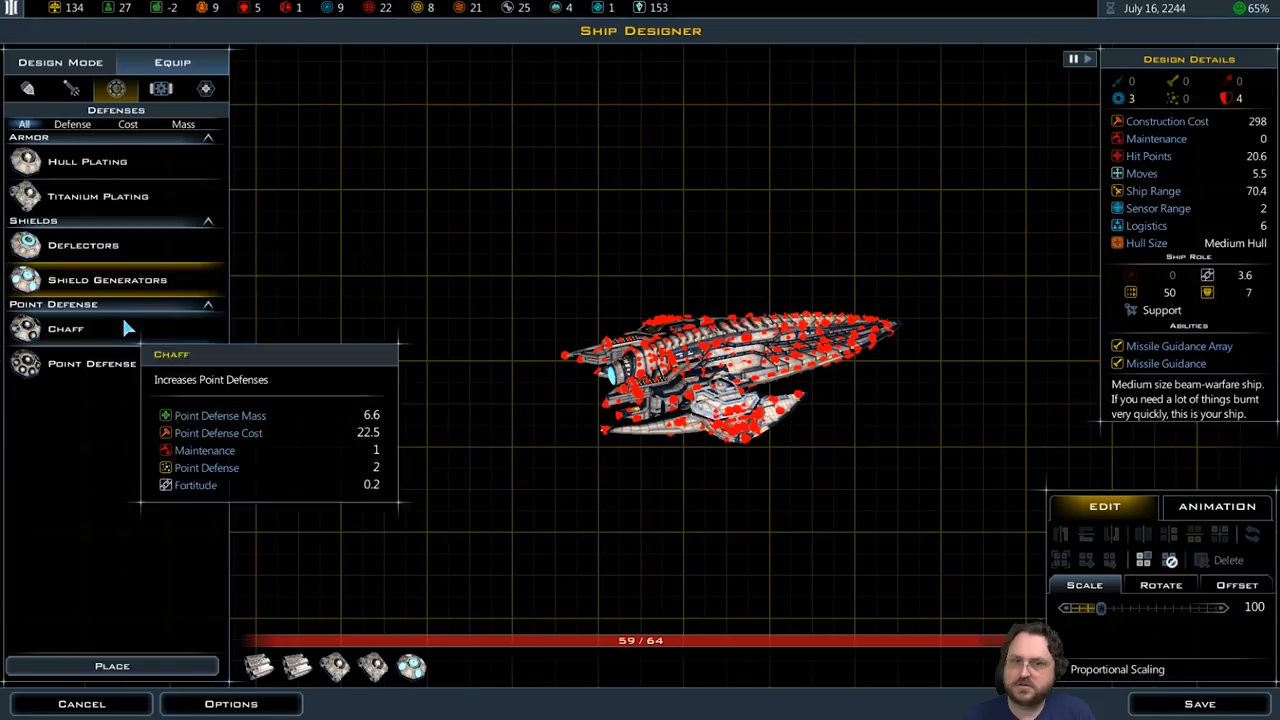 134 27 -2 9 5 1 9 22 8 21 25 4 1 153
July 16, 2244 65%
Ship Designer
Design Mode Equip
Defenses
All Defense Cost Mass
Armor
Hull Plating
Titanium Plating
Shields
Deflectors
Shield Generators
Point Defense
Chaff
Point Defense
Chaff
Increases Point Defenses
Point Defense Mass 6.6
Point Defense Cost 22.5
Maintenance 1
Point Defense 2
Fortitude 0.2
Place
Cancel Options
59 / 64
Design Details
0 0 0
3 0 4
Construction Cost 298
Maintenance 0
Hit Points 20.6
Moves 5.5
Ship Range 70.4
Sensor Range 2
Logistics 6
Hull Size Medium Hull
Ship Role
0 3.6
50 7
Support
Abilities
Missile Guidance Array
Missile Guidance
Medium size beam-warfare ship.
If you need a lot of things burnt
very quickly, this is your ship.
Edit Animation
Delete
Scale Rotate Offset
100
Proportional Scaling
Save